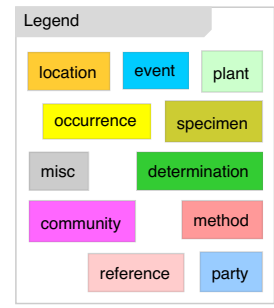 Legend
location event plant
occurrence specimen
misc determination
community method
reference party